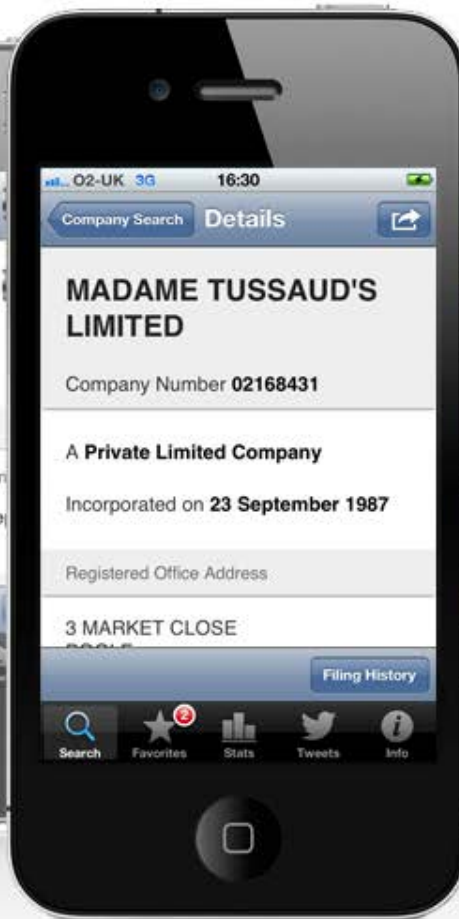 O2-UK 3G 16:30
Company Search Details
MADAME TUSSAUD'S
LIMITED
Company Number 02168431
A Private Limited Company
Incorporated on 23 September 1987
Registered Office Address
3 MARKET CLOSE
Filing History
2
Search Favorites Stats Tweets Info